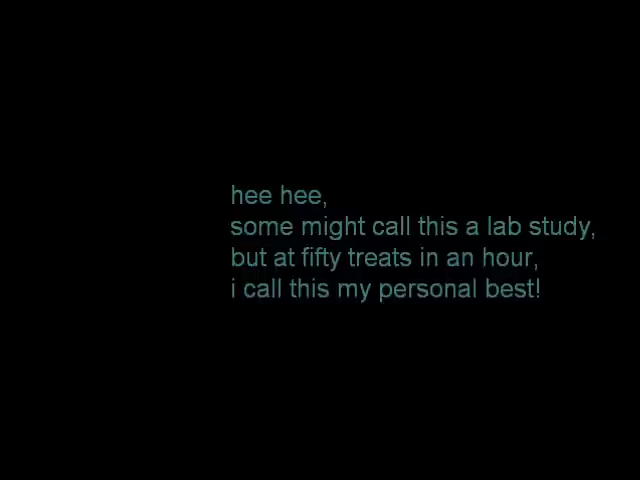 hee hee,
some might call this a lab study,
but at fifty treats in an hour,
i call this my personal best!